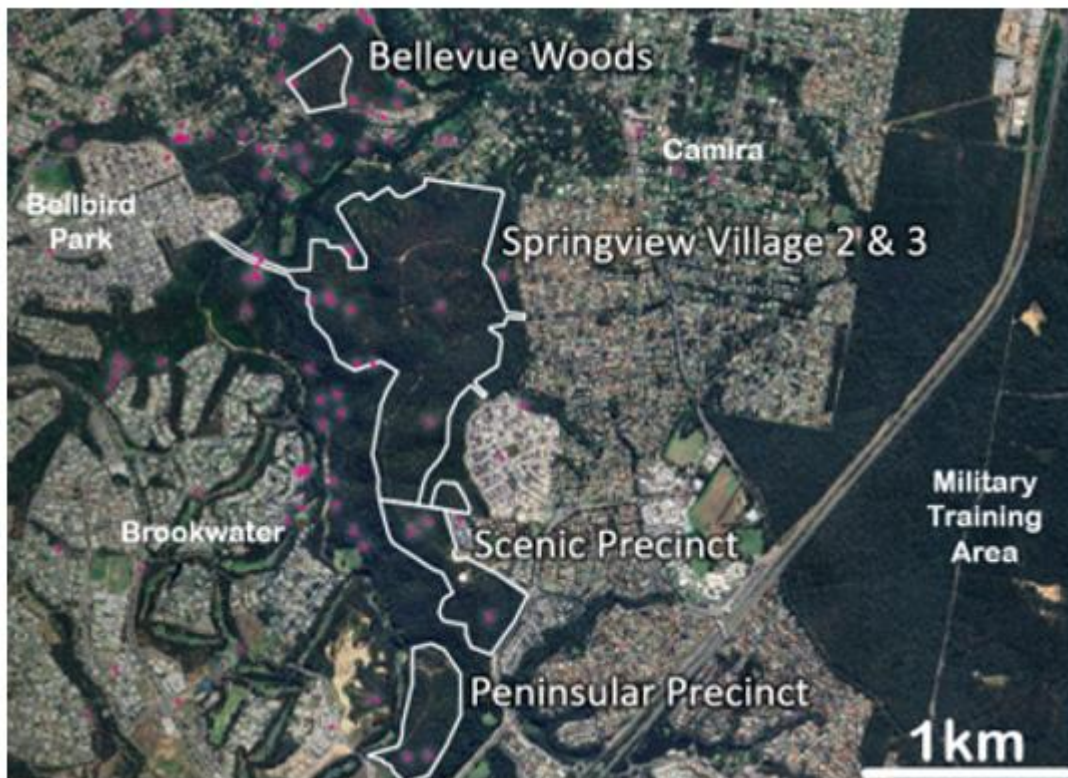 Bellevue Woods
Camira
Bellbird
Park
Springview Village 2 & 3
Brookwater
Scenic Precinct
Military
Training
Area
Peninsular Precinct
1km